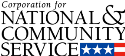 Corporation for
NATIONAL &
COMMUNITY
SERVICE